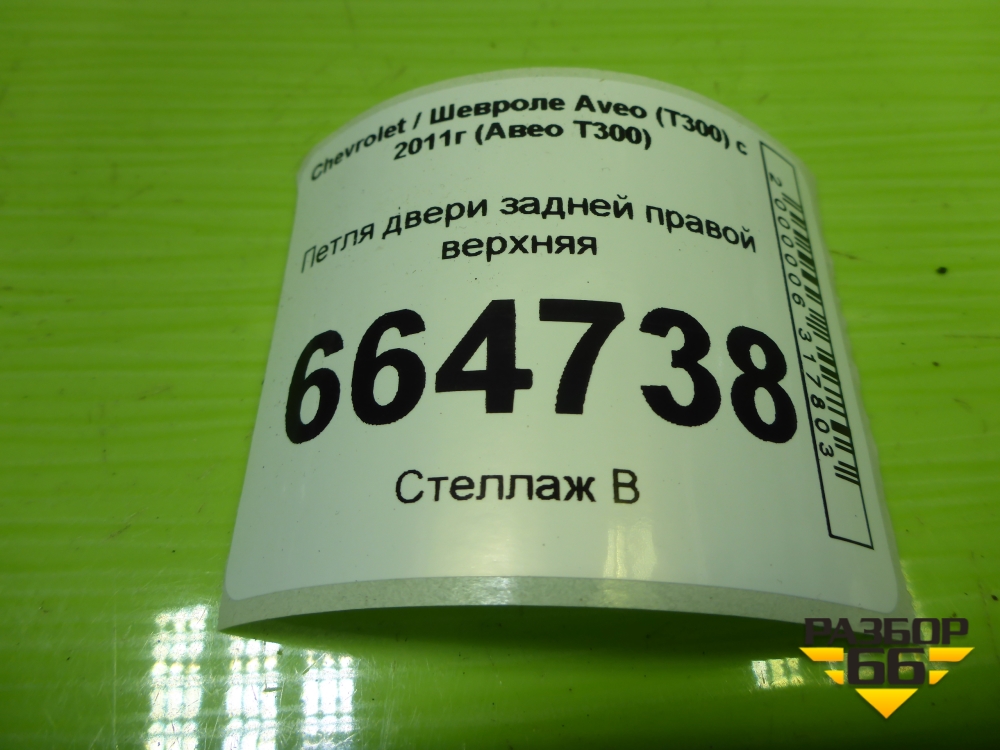 Chevrolet / Шевроле Aveo (T300) с
2011г (Авео T300)
Петля двери задней правой
верхняя
664738
Стеллаж В
2000006317803
РАЗБОР
66